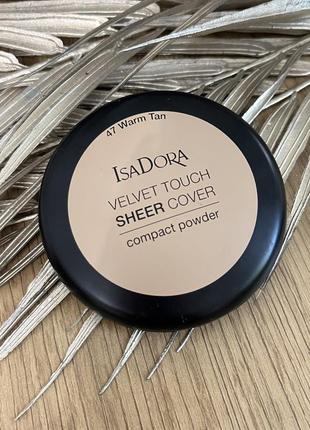 47 Warm Tan
IsaDora
VELVET TOUCH
SHEER COVER
compact powder